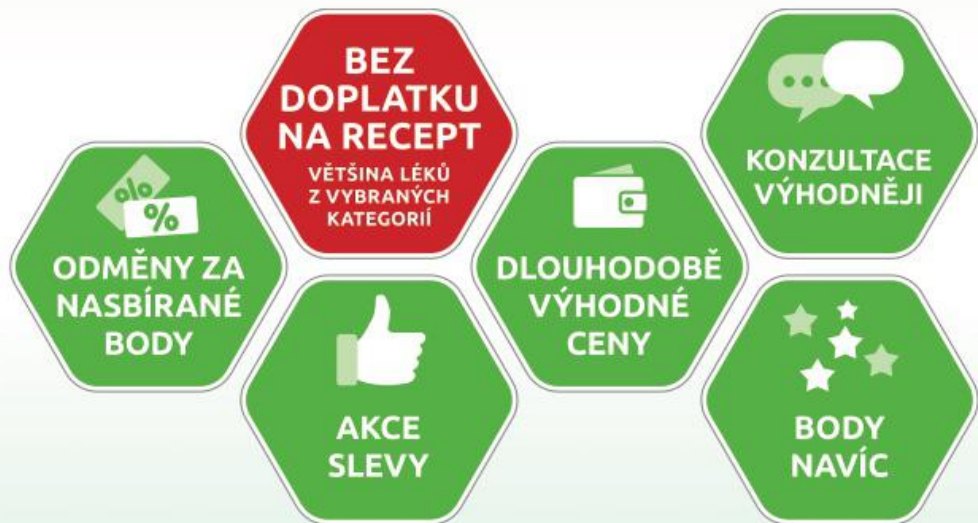 BEZ
DOPLATKU
NA RECEPT
VĚTŠINA LÉKŮ
Z VYBRANÝCH
KATEGORIÍ
KONZULTACE
VÝHODNĚJI
%
%
ODMĚNY ZA
NASBÍRANÉ
BODY
DLOUHODOBĚ
VÝHODNÉ
CENY
AKCE
SLEVY
BODY
NAVÍC